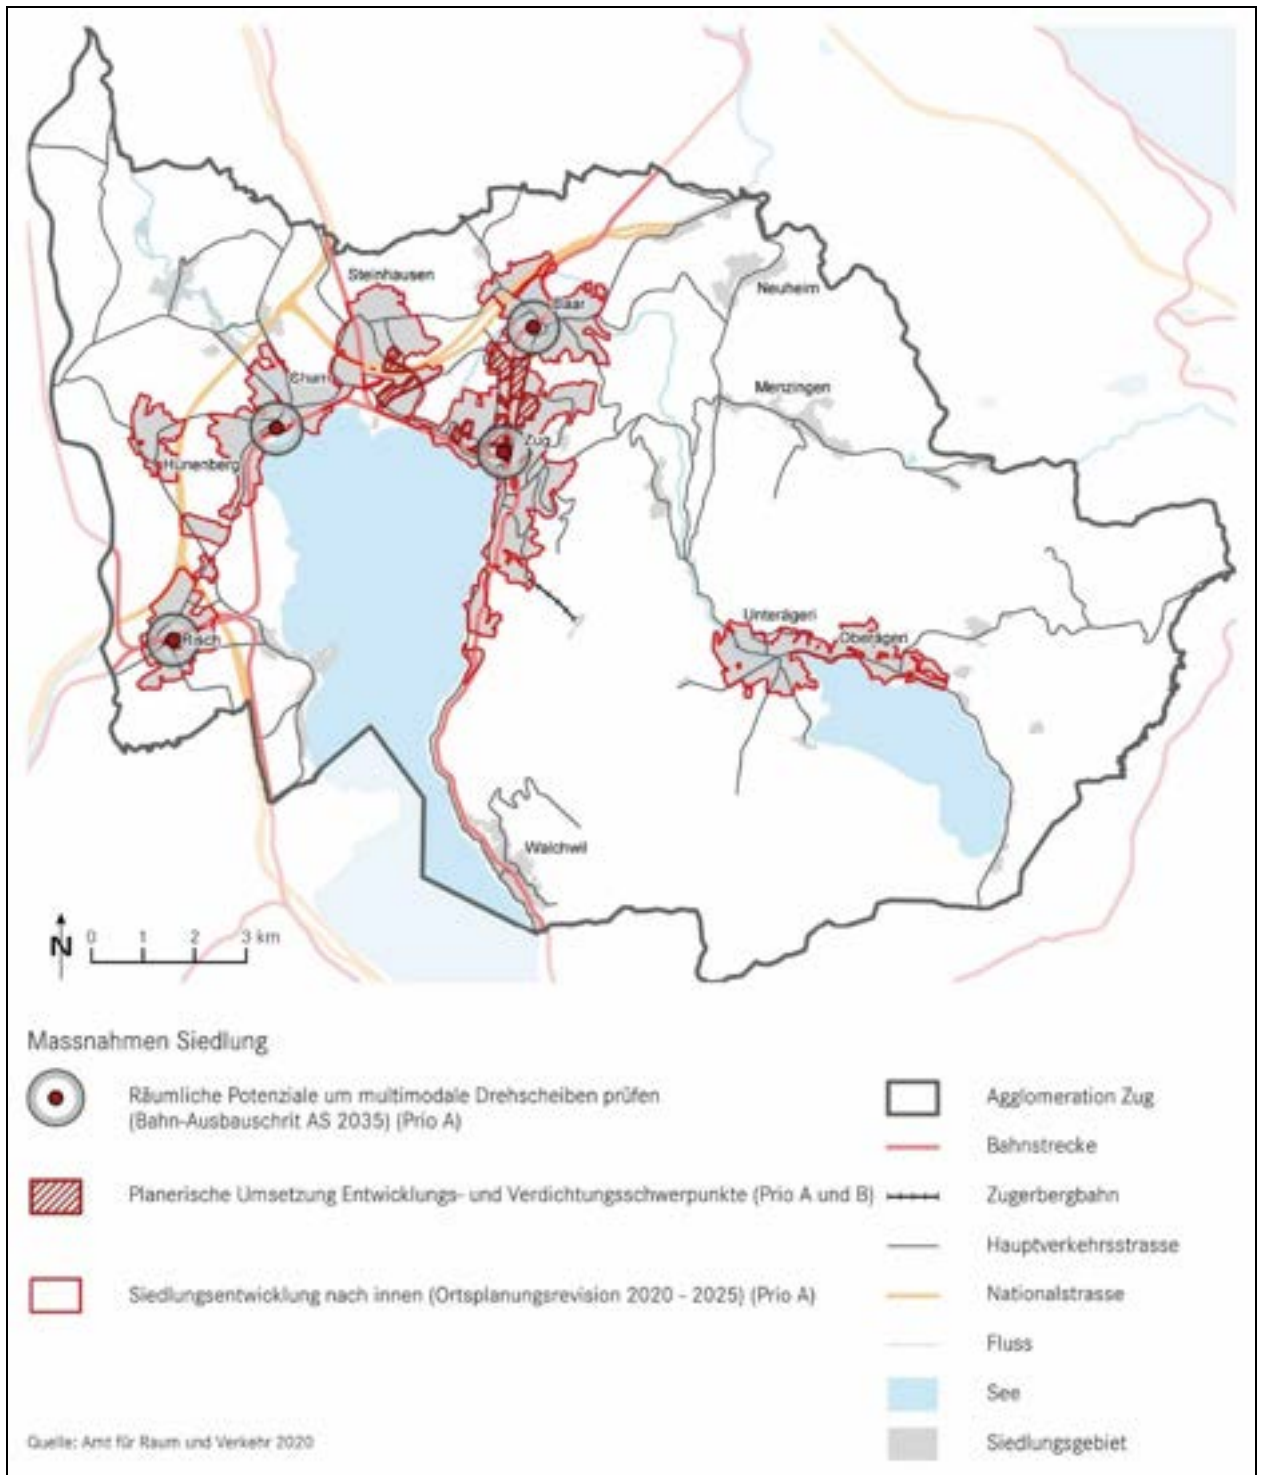 Steinhausen
Baar
Neuheim
Cham
Menzingen
Zug
Hünenberg
Unterägeri
Risch
Oberägeri
Walchwil
N
0 1 2 3 km
Massnahmen Siedlung
Räumliche Potenziale um multimodale Drehscheiben prüfen
(Bahn-Ausbauschrit AS 2035) (Prio A)
Planerische Umsetzung Entwicklungs- und Verdichtungsschwerpunkte (Prio A und B)
Siedlungsentwicklung nach innen (Ortsplanungsrevision 2020 - 2025) (Prio A)
Agglomeration Zug
Bahnstrecke
Zugerbergbahn
Hauptverkehrsstrasse
Nationalstrasse
Fluss
See
Siedlungsgebiet
Quelle: Amt für Raum und Verkehr 2020